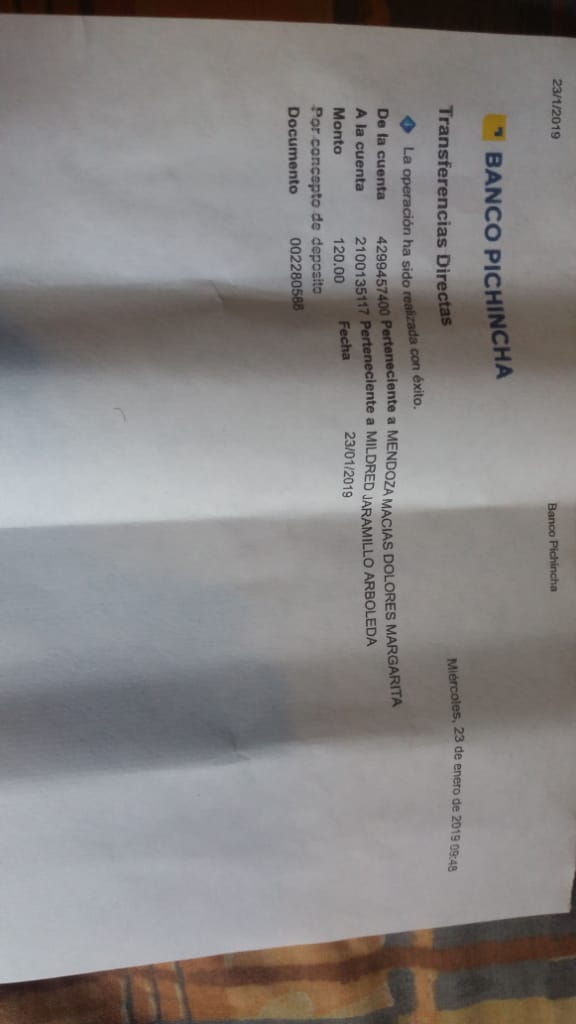 23/1/2019
Banco Pichincha
BANCO PICHINCHA
Transferencias Directas
Miércoles, 23 de enero de 2019 09:48
La operación ha sido realizada con éxito.
De la cuenta 4299457400 Perteneciente a MENDOZA MACIAS DOLORES MARGARITA
A la cuenta 2100135117 Perteneciente a MILDRED JARAMILLO ARBOLEDA
Monto 120.00 Fecha 23/01/2019
Por concepto de deposito
Documento 002280588